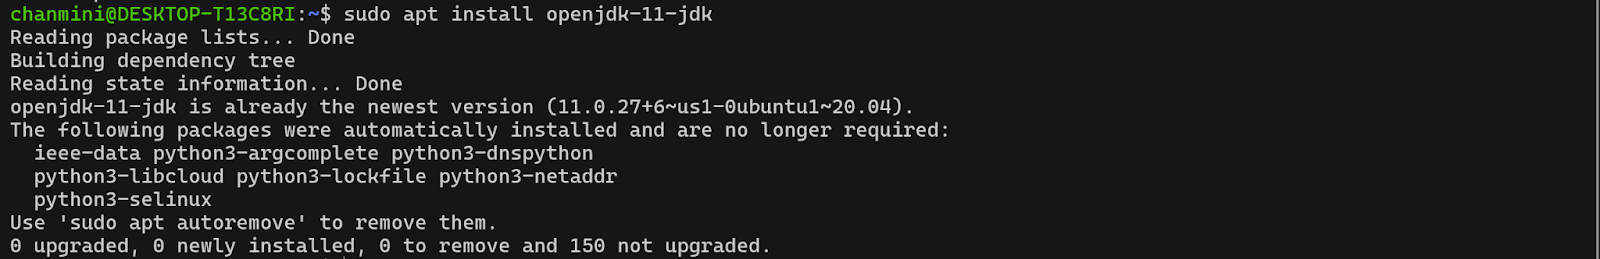 chanmini@DESKTOP-T13C8RI:~$ sudo apt install openjdk-11-jdk
Reading package lists... Done
Building dependency tree
Reading state information... Done
openjdk-11-jdk is already the newest version (11.0.27+6~us1-0ubuntu1~20.04).
The following packages were automatically installed and are no longer required:
  ieee-data python3-argcomplete python3-dnspython
  python3-libcloud python3-lockfile python3-netaddr
  python3-selinux
Use 'sudo apt autoremove' to remove them.
0 upgraded, 0 newly installed, 0 to remove and 150 not upgraded.